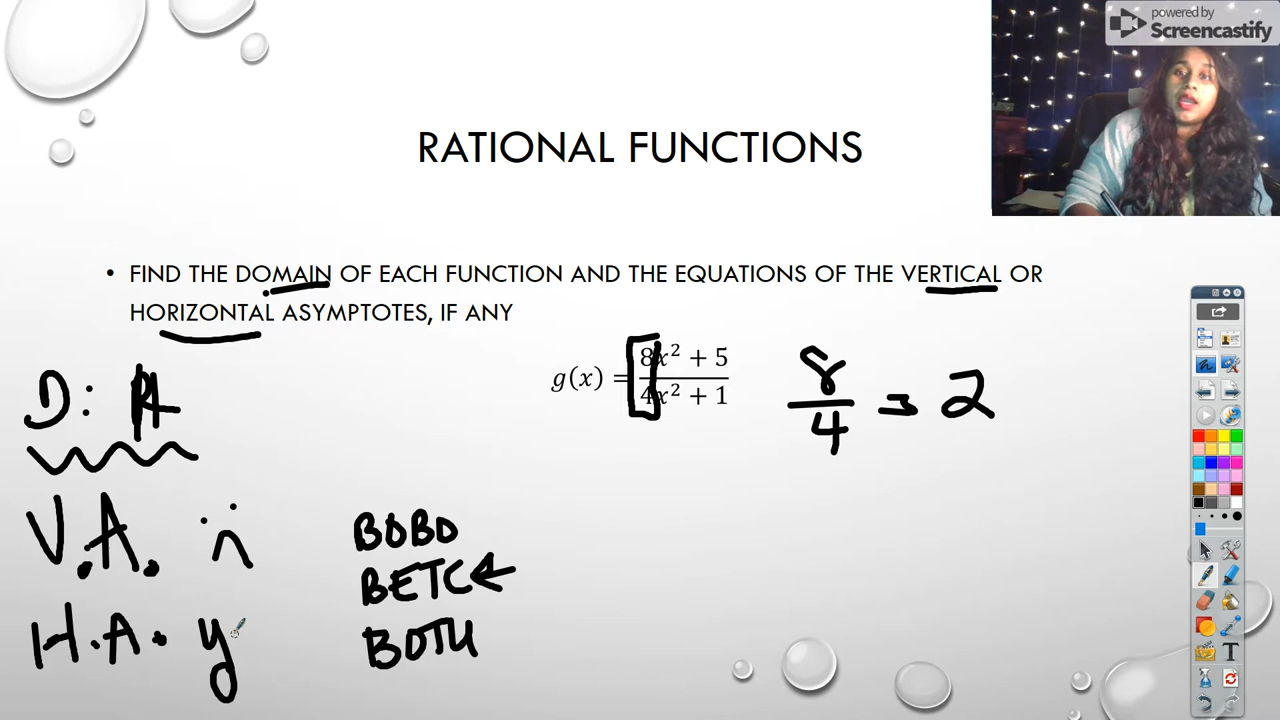 powered by
Screencastify
RATIONAL FUNCTIONS
• FIND THE DOMAIN OF EACH FUNCTION AND THE EQUATIONS OF THE VERTICAL OR
HORIZONTAL ASYMPTOTES, IF ANY
g(x) = 8x² + 5 / 4x² + 1
8/4 = 2
D: ℝ
V.A.
H.A. y
BOBO
BETC←
BOTU
T